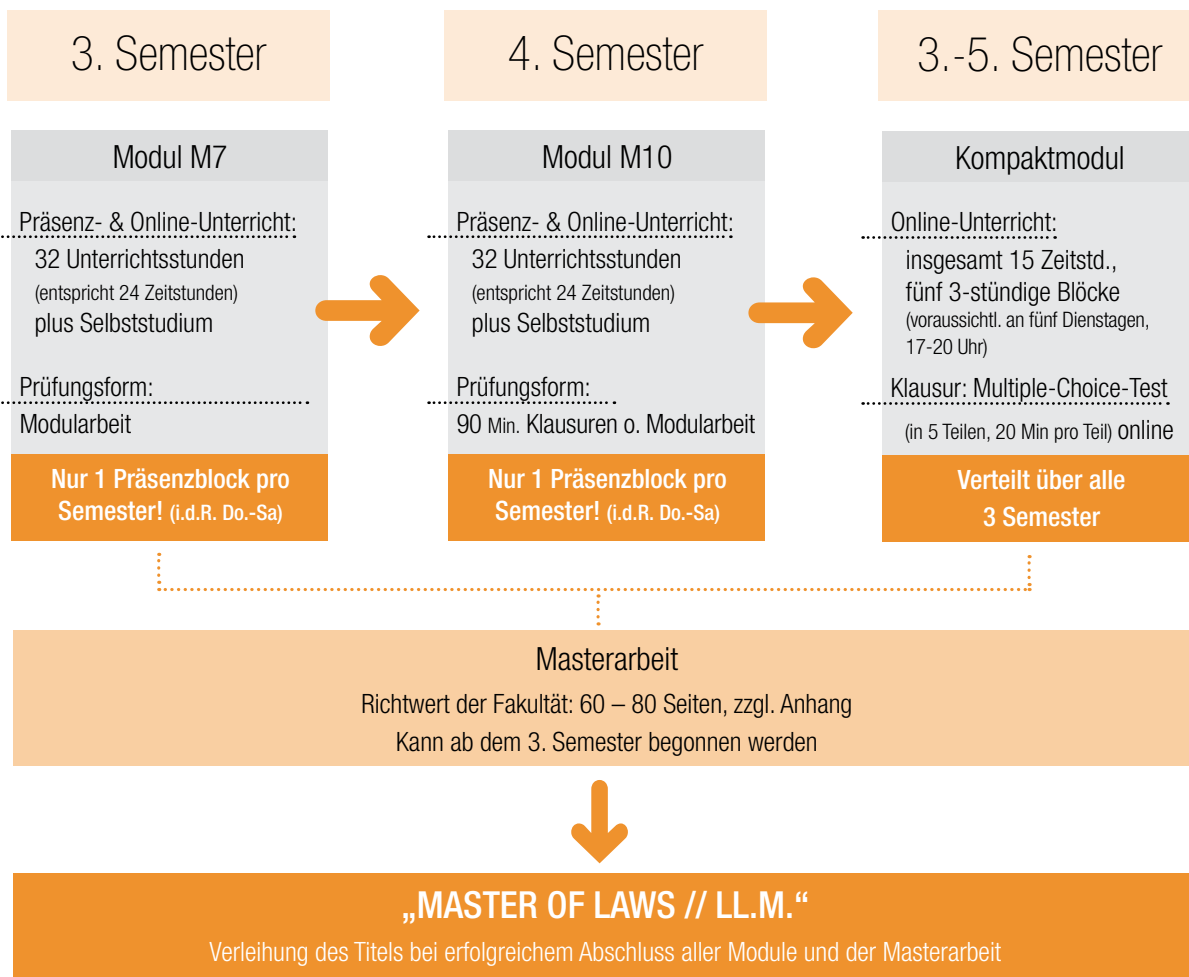 3. Semester
4. Semester
3.-5. Semester
Modul M7
Präsenz- & Online-Unterricht:
32 Unterrichtsstunden
(entspricht 24 Zeitstunden)
plus Selbststudium
Prüfungsform:
Modularbeit
Nur 1 Präsenzblock pro
Semester! (i.d.R. Do.-Sa)
Modul M10
Präsenz- & Online-Unterricht:
32 Unterrichtsstunden
(entspricht 24 Zeitstunden)
plus Selbststudium
Prüfungsform:
90 Min. Klausuren o. Modularbeit
Nur 1 Präsenzblock pro
Semester! (i.d.R. Do.-Sa)
Kompaktmodul
Online-Unterricht:
insgesamt 15 Zeitstd.,
fünf 3-stündige Blöcke
(voraussichtl. an fünf Dienstagen,
17-20 Uhr)
Klausur: Multiple-Choice-Test
(in 5 Teilen, 20 Min pro Teil) online
Verteilt über alle
3 Semester
Masterarbeit
Richtwert der Fakultät: 60 – 80 Seiten, zzgl. Anhang
Kann ab dem 3. Semester begonnen werden
„MASTER OF LAWS // LL.M.“
Verleihung des Titels bei erfolgreichem Abschluss aller Module und der Masterarbeit